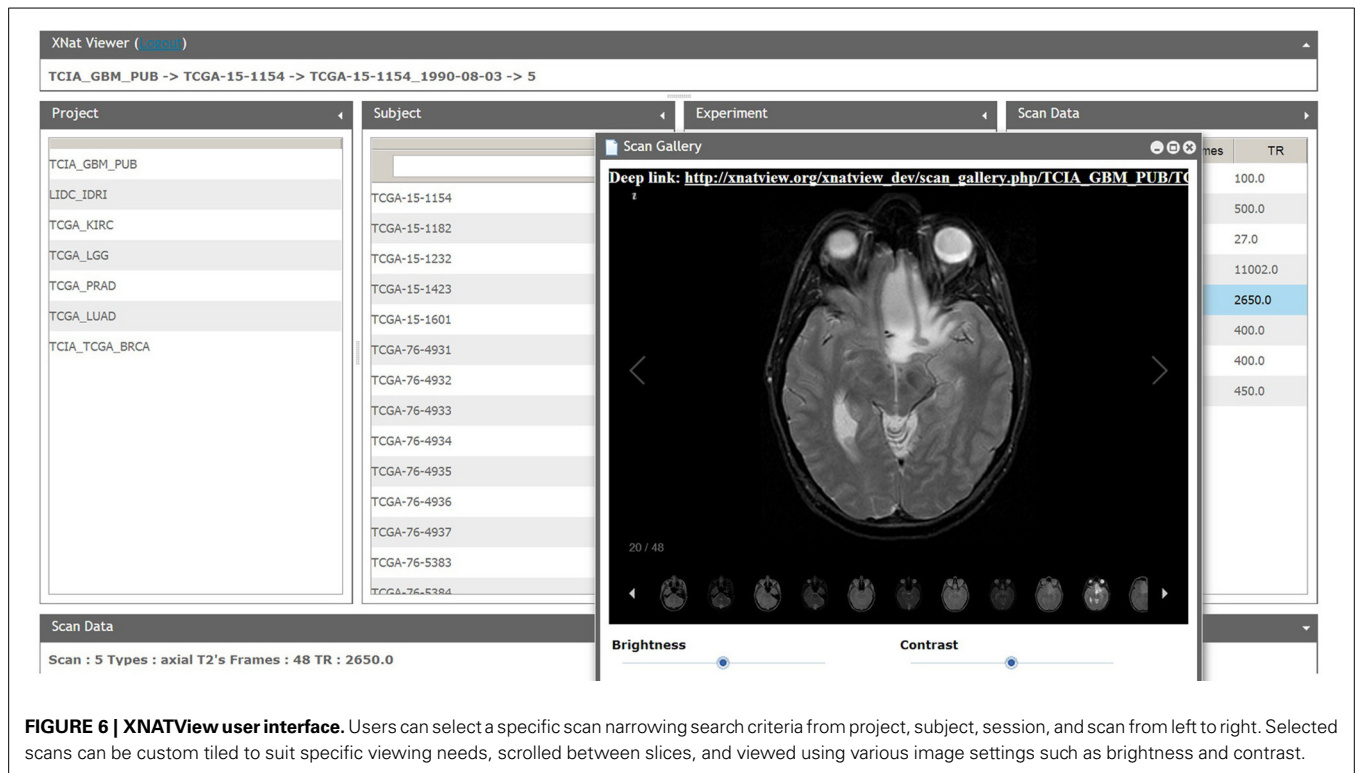 XNat Viewer (Logout)
TCIA_GBM_PUB -> TCGA-15-1154 -> TCGA-15-1154_1990-08-03 -> 5
Project
TCIA_GBM_PUB
LIDC_IDRI
TCGA_KIRC
TCGA_LGG
TCGA_PRAD
TCGA_LUAD
TCIA_TCGA_BRCA
Subject
TCGA-15-1154
TCGA-15-1182
TCGA-15-1232
TCGA-15-1423
TCGA-15-1601
TCGA-76-4931
TCGA-76-4932
TCGA-76-4933
TCGA-76-4934
TCGA-76-4935
TCGA-76-4936
TCGA-76-4937
TCGA-76-5383
TCGA-76-5384
Experiment
Scan Data
mes TR
100.0
500.0
27.0
11002.0
2650.0
400.0
400.0
450.0
Scan Gallery
Deep link: http://xnatview.org/xnatview_dev/scan_gallery.php/TCIA_GBM_PUB/TC
i
20 / 48
Brightness Contrast
Scan Data
Scan : 5 Types : axial T2's Frames : 48 TR : 2650.0
FIGURE 6 | XNATView user interface. Users can select a specific scan narrowing search criteria from project, subject, session, and scan from left to right. Selected
scans can be custom tiled to suit specific viewing needs, scrolled between slices, and viewed using various image settings such as brightness and contrast.